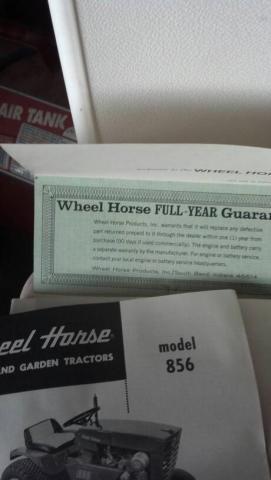 AIR TANK
WHEEL HO
Wheel Horse FULL-YEAR Guaran
Wheel Horse Products, Inc. warrants that it will replace any defective
part returned prepaid to it through the dealer within one (1) year from
purchase (90 days if used commercially). The engine and battery carry
a separate warranty by the manufacturer. For engine or battery service,
contact your local engine or battery service headquarters.
Wheel Horse Products, Inc./South Bend, Indiana 46614
eel Horse
AND GARDEN TRACTORS
model
856